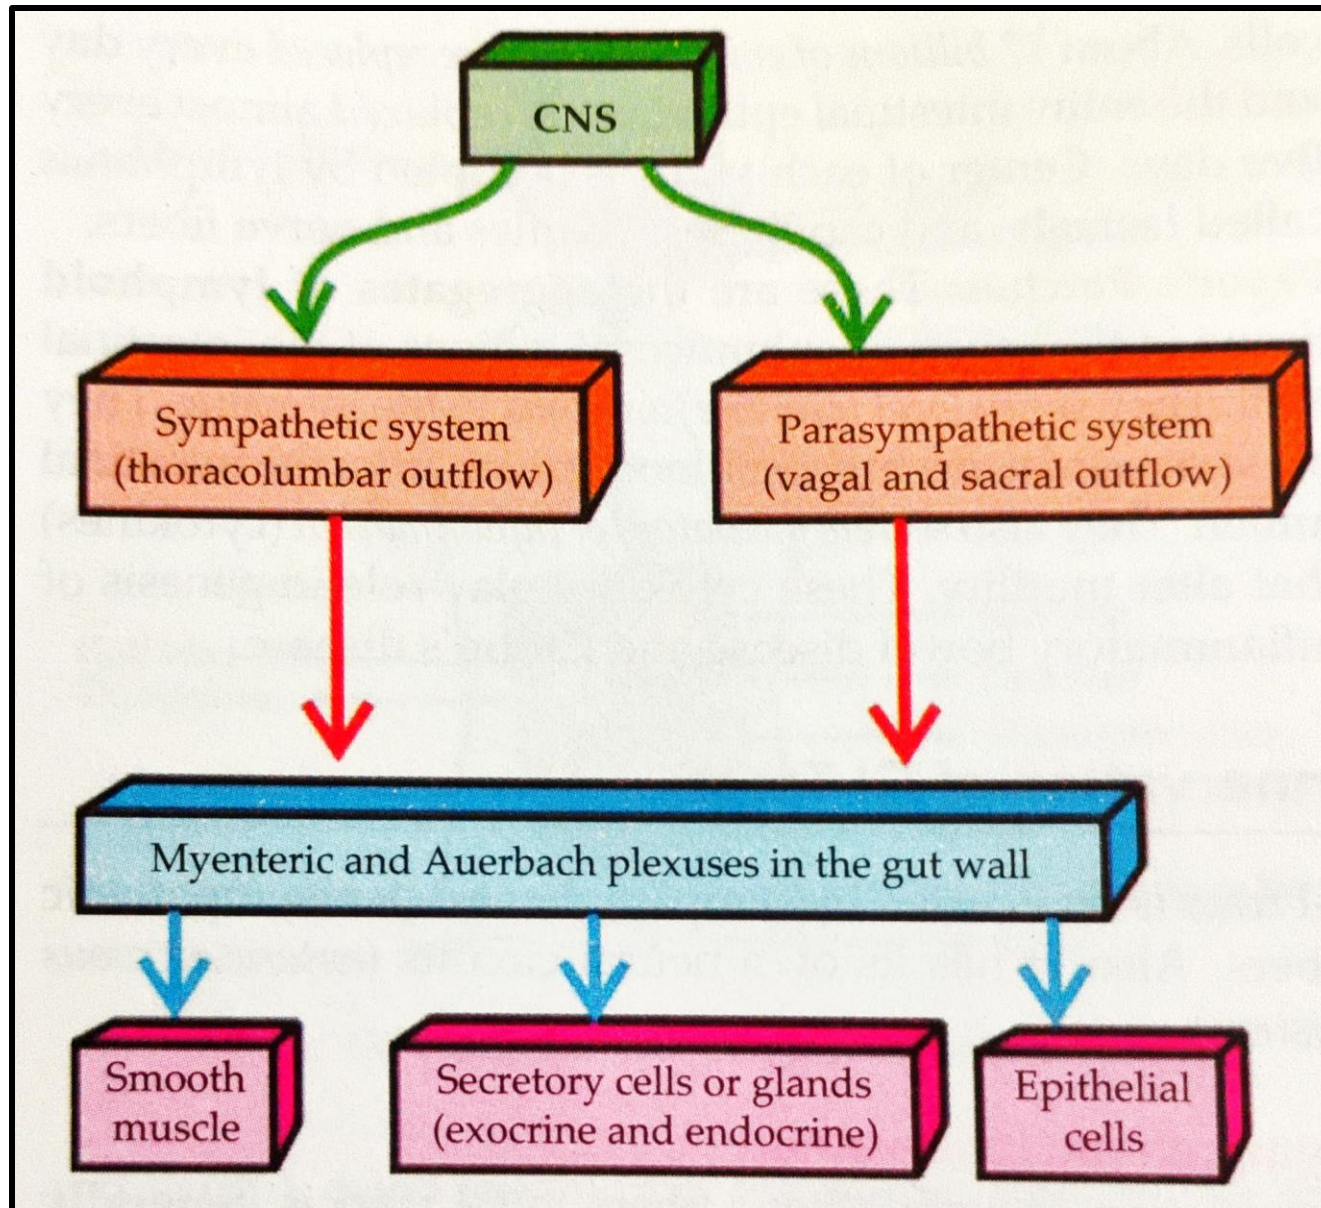 CNS
Sympathetic system
(thoracolumbar outflow)
Parasympathetic system
(vagal and sacral outflow)
Myenteric and Auerbach plexuses in the gut wall
Smooth
muscle
Secretory cells or glands
(exocrine and endocrine)
Epithelial
cells